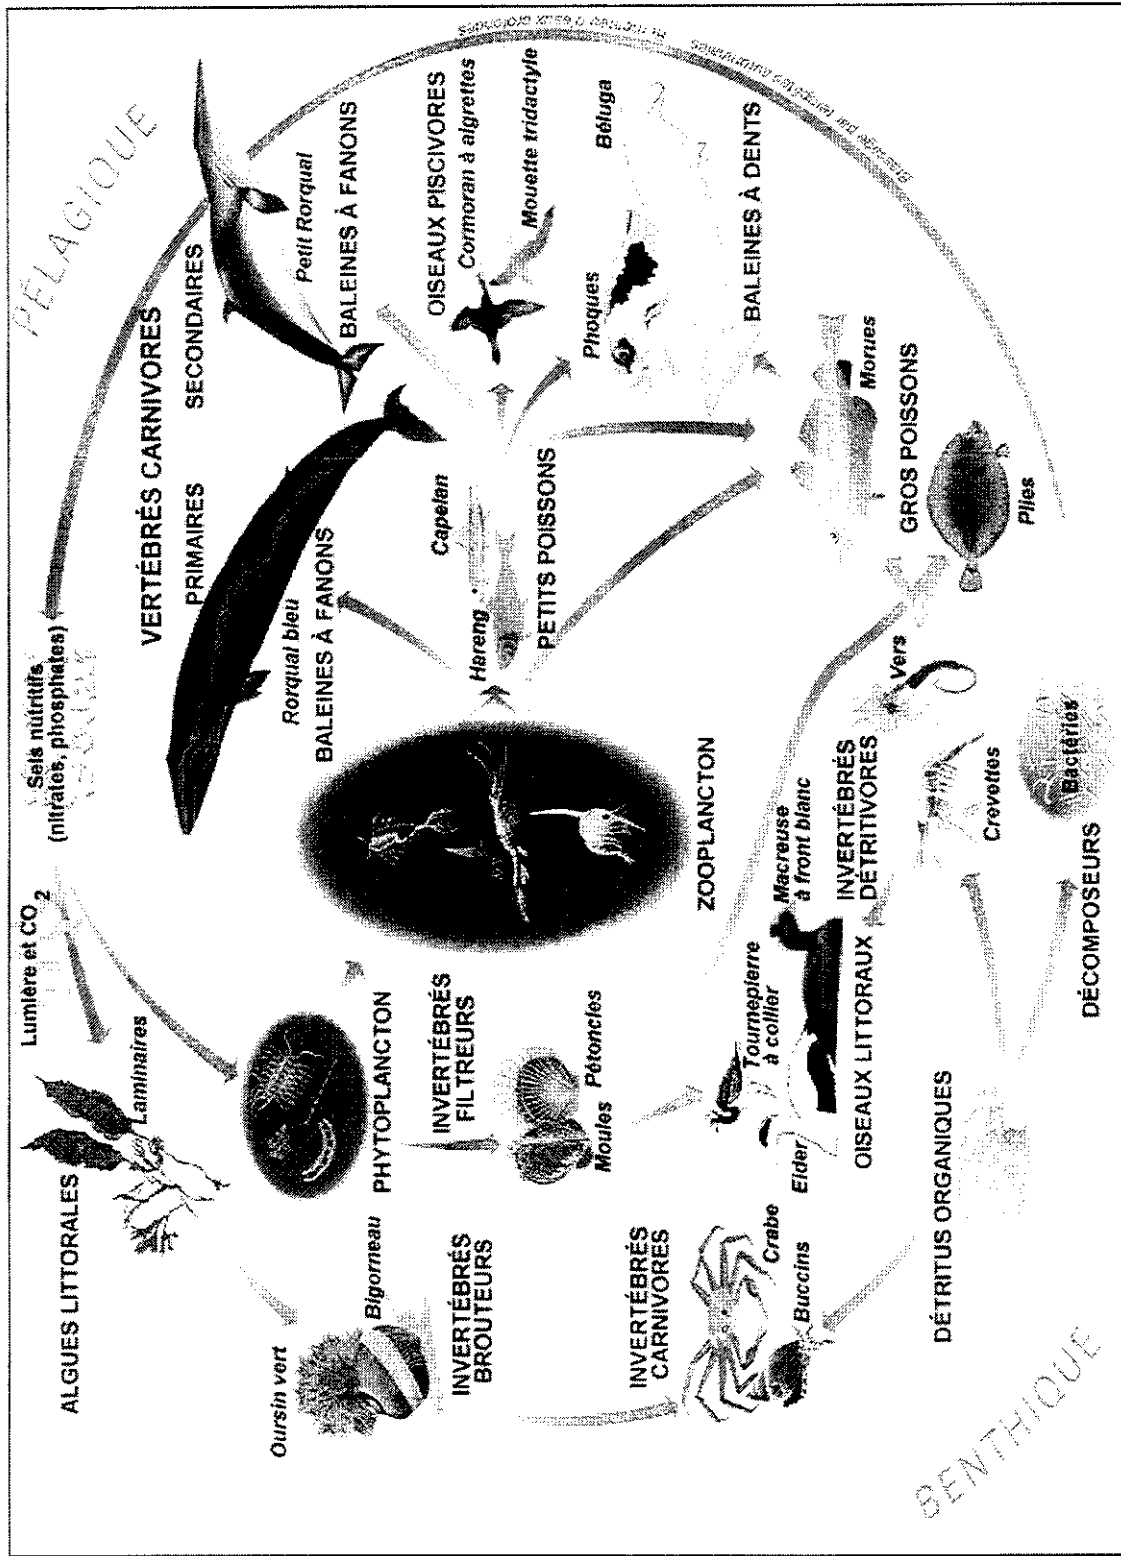 PÉLAGIQUE
Lumière et CO2
Sels nutritifs
(nitrates, phosphates)
ALGUES LITTORALES
Laminaires
VERTÉBRÉS CARNIVORES
PRIMAIRES
SECONDAIRES
Oursin vert
Bigorneau
INVERTÉBRÉS
BROUTEURS
PHYTOPLANCTON
INVERTÉBRÉS
FILTREURS
Rorqual bleu
BALEINES À FANONS
Petit Rorqual
BALEINES À FANONS
Hareng
Capelan
PETITS POISSONS
OISEAUX PISCIVORES
Cormoran à aigrettes
Mouette tridactyle
Moules
Pétoncles
ZOOPLANCTON
Phoques
Béluga
BALEINES À DENTS
INVERTÉBRÉS
CARNIVORES
Crabe
Buccins
Eider
Tournepierre
à collier
Macreuse
à front blanc
OISEAUX LITTORAUX
INVERTÉBRÉS
DÉTRITIVORES
Vers
Morues
GROS POISSONS
Plies
DÉTRITUS ORGANIQUES
Crevettes
Bactéries
DÉCOMPOSEURS
BENTHIQUE